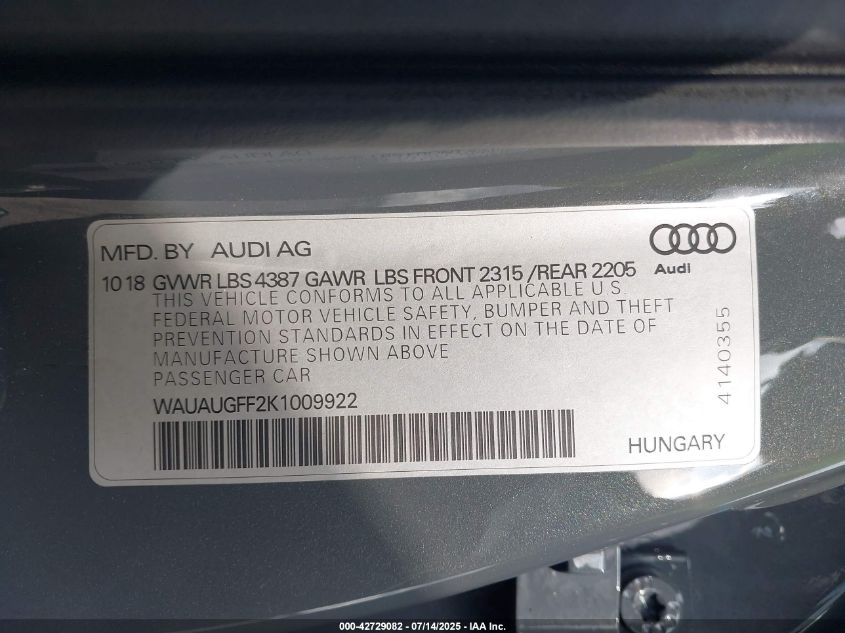 MFD. BY AUDI AG
Audi
10 18 GVWR LBS 4387 GAWR LBS FRONT 2315 /REAR 2205
THIS VEHICLE CONFORMS TO ALL APPLICABLE U.S.
FEDERAL MOTOR VEHICLE SAFETY, BUMPER AND THEFT
PREVENTION STANDARDS IN EFFECT ON THE DATE OF
MANUFACTURE SHOWN ABOVE
PASSENGER CAR
WAUAUGFF2K1009922
HUNGARY
4140355
000-42729082 - 07/14/2025 - IAA Inc.